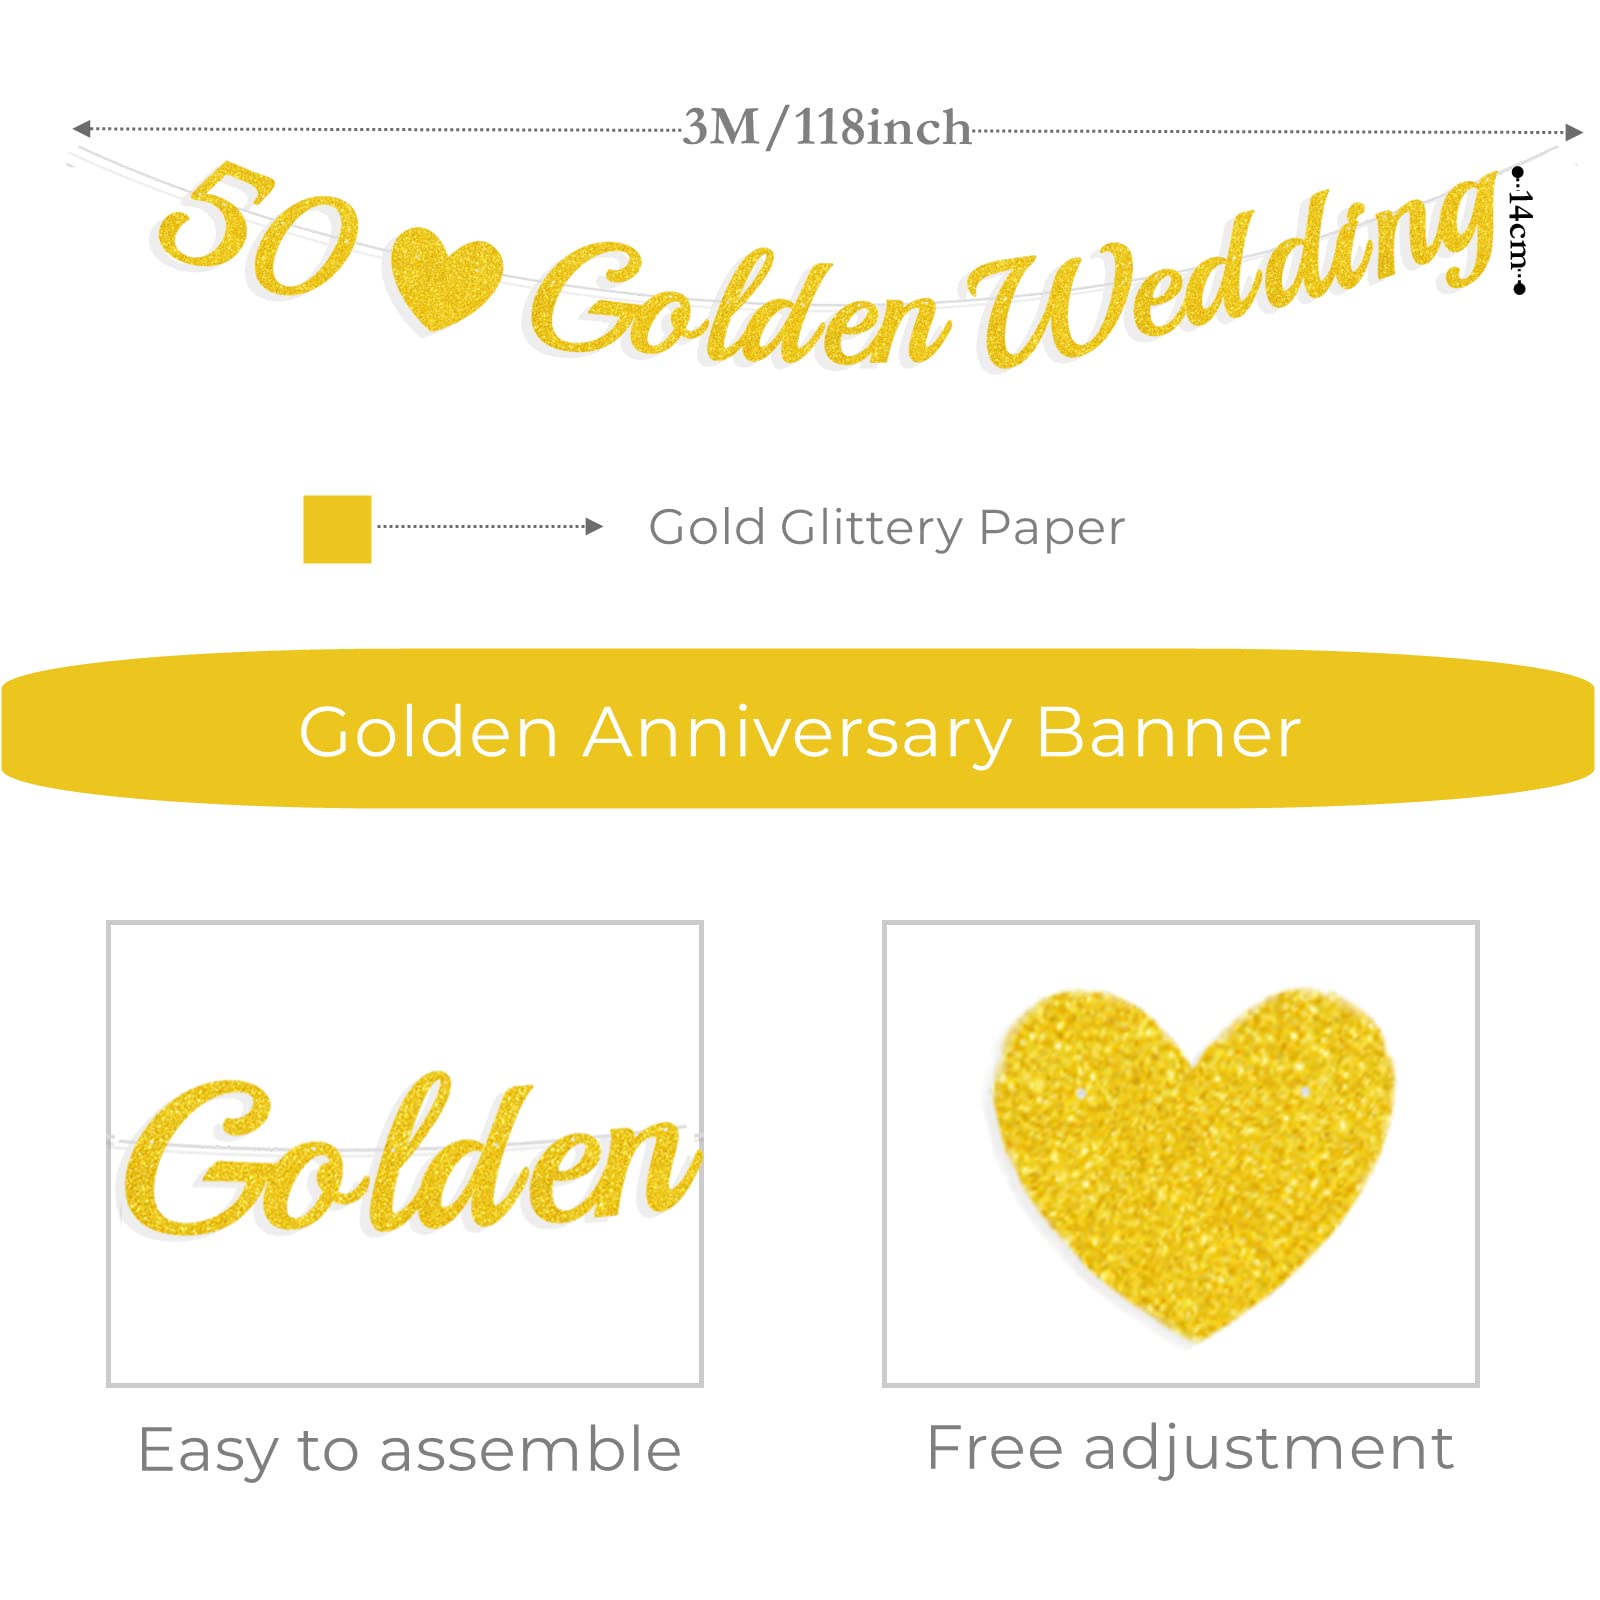 3M/118inch
50 Golden Wedding
14cm
Gold Glittery Paper
Golden Anniversary Banner
Golden
Easy to assemble
Free adjustment